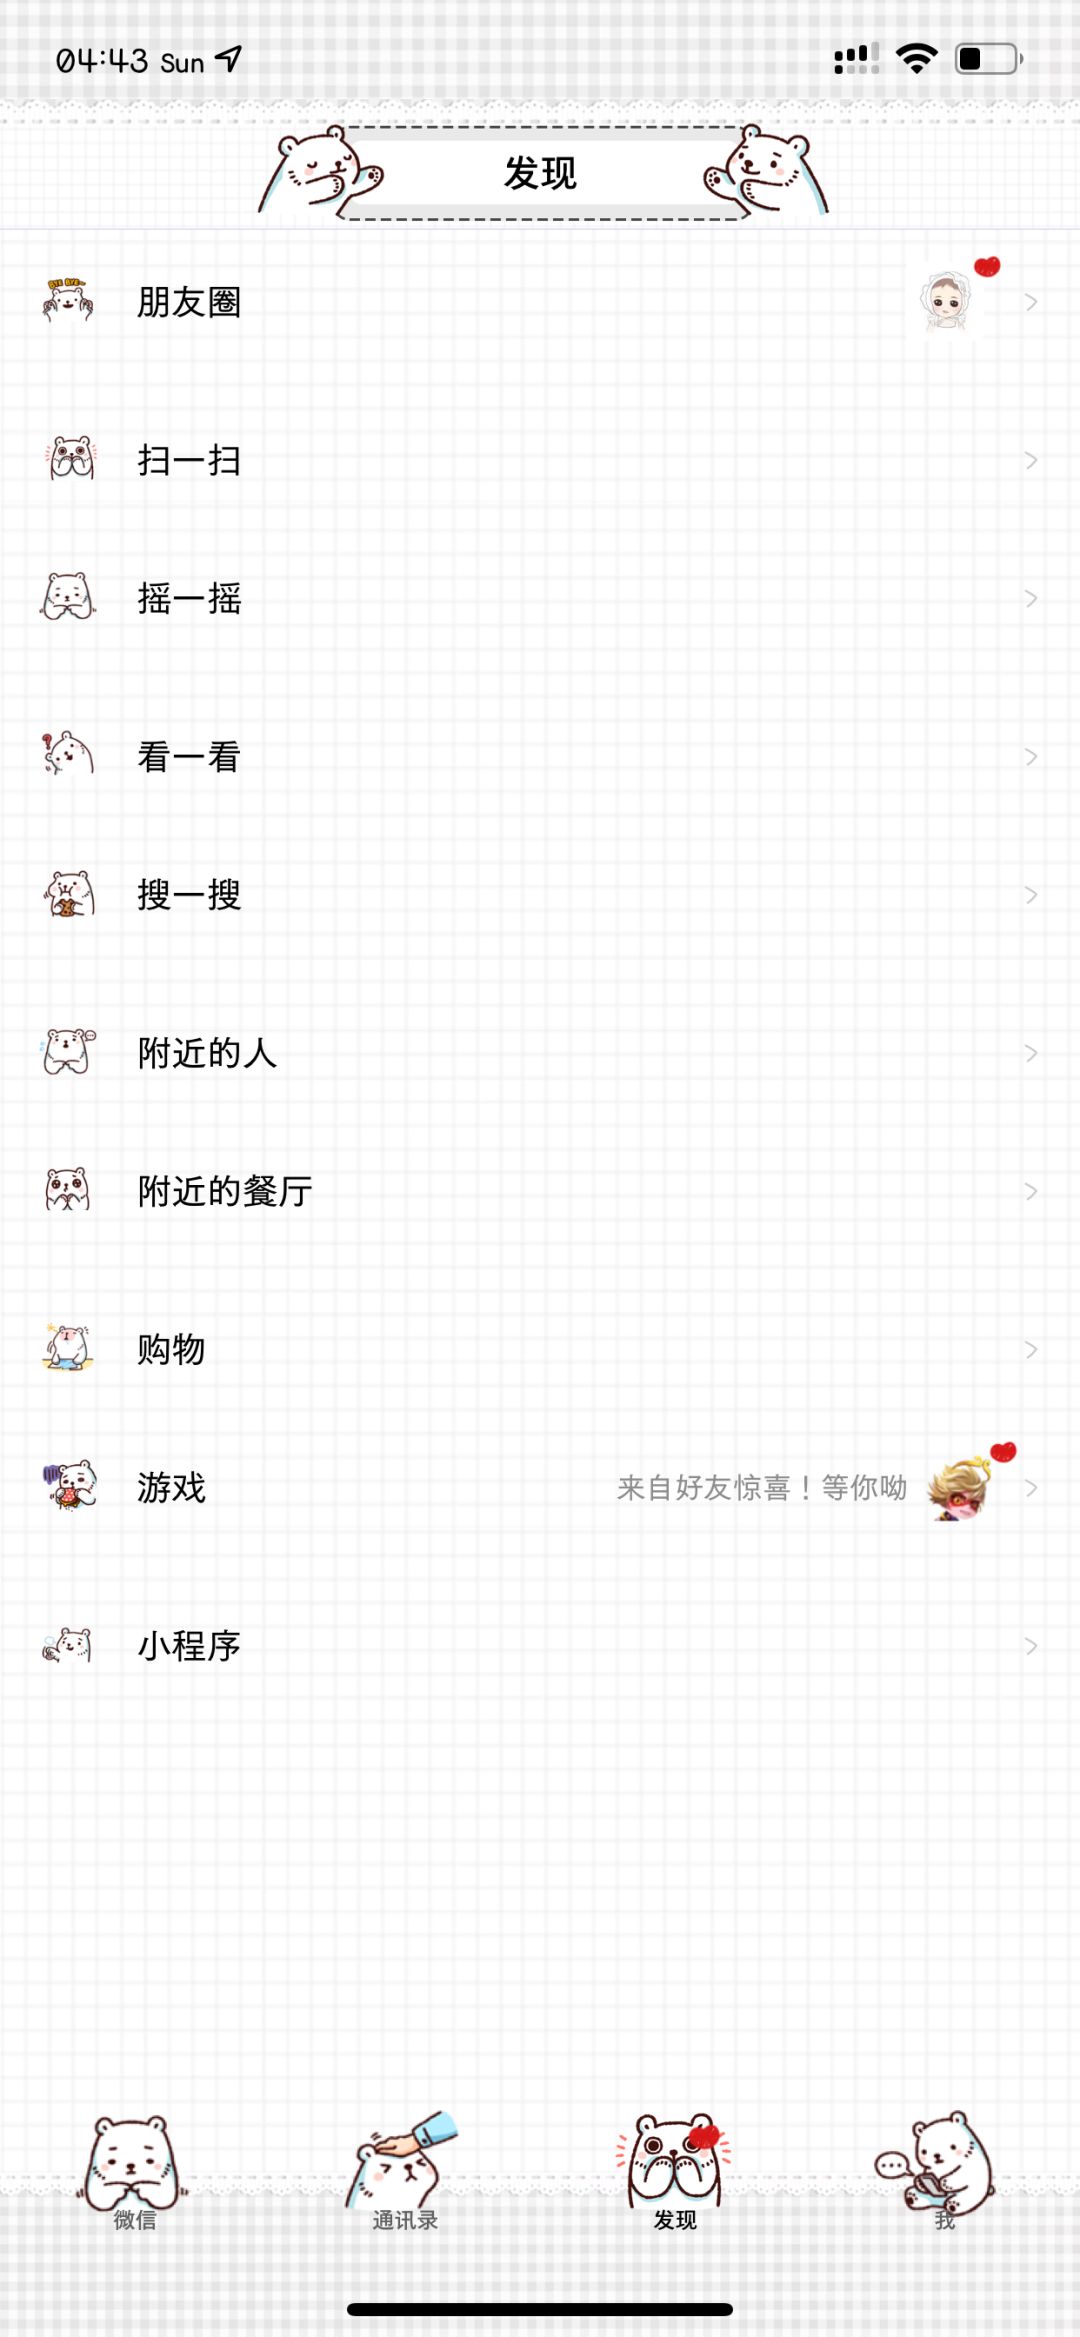 04:43 Sun
发现
BYE BYE~
朋友圈
扫一扫
摇一摇
看一看
搜一搜
附近的人
附近的餐厅
购物
游戏 来自好友惊喜！等你呦
小程序
微信 通讯录 发现 我